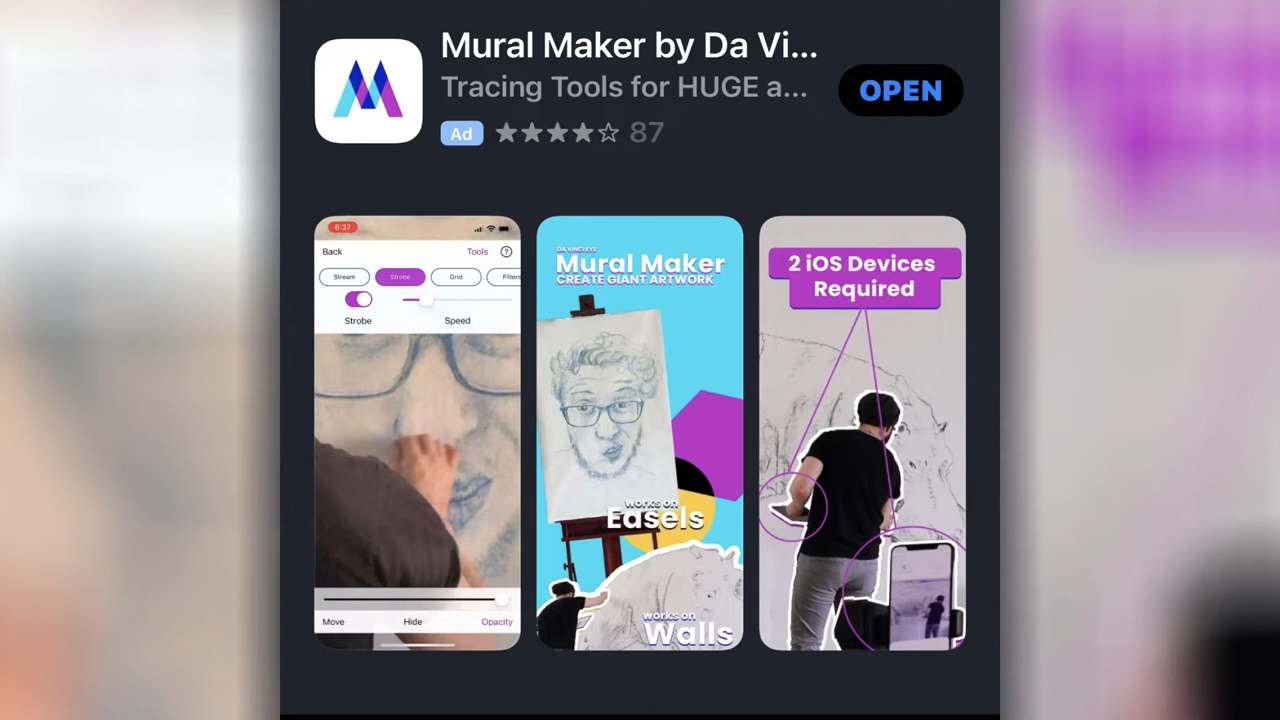 Mural Maker by Da Vi...
Tracing Tools for HUGE a...
OPEN
Ad
87
6:37
Back
Tools
?
Stream
Strobe
Grid
Filters
Strobe
Speed
Move
Hide
Opacity
DA VINCI EYE
Mural Maker
CREATE GIANT ARTWORK
works on
Easels
works on
Walls
2 iOS Devices
Required